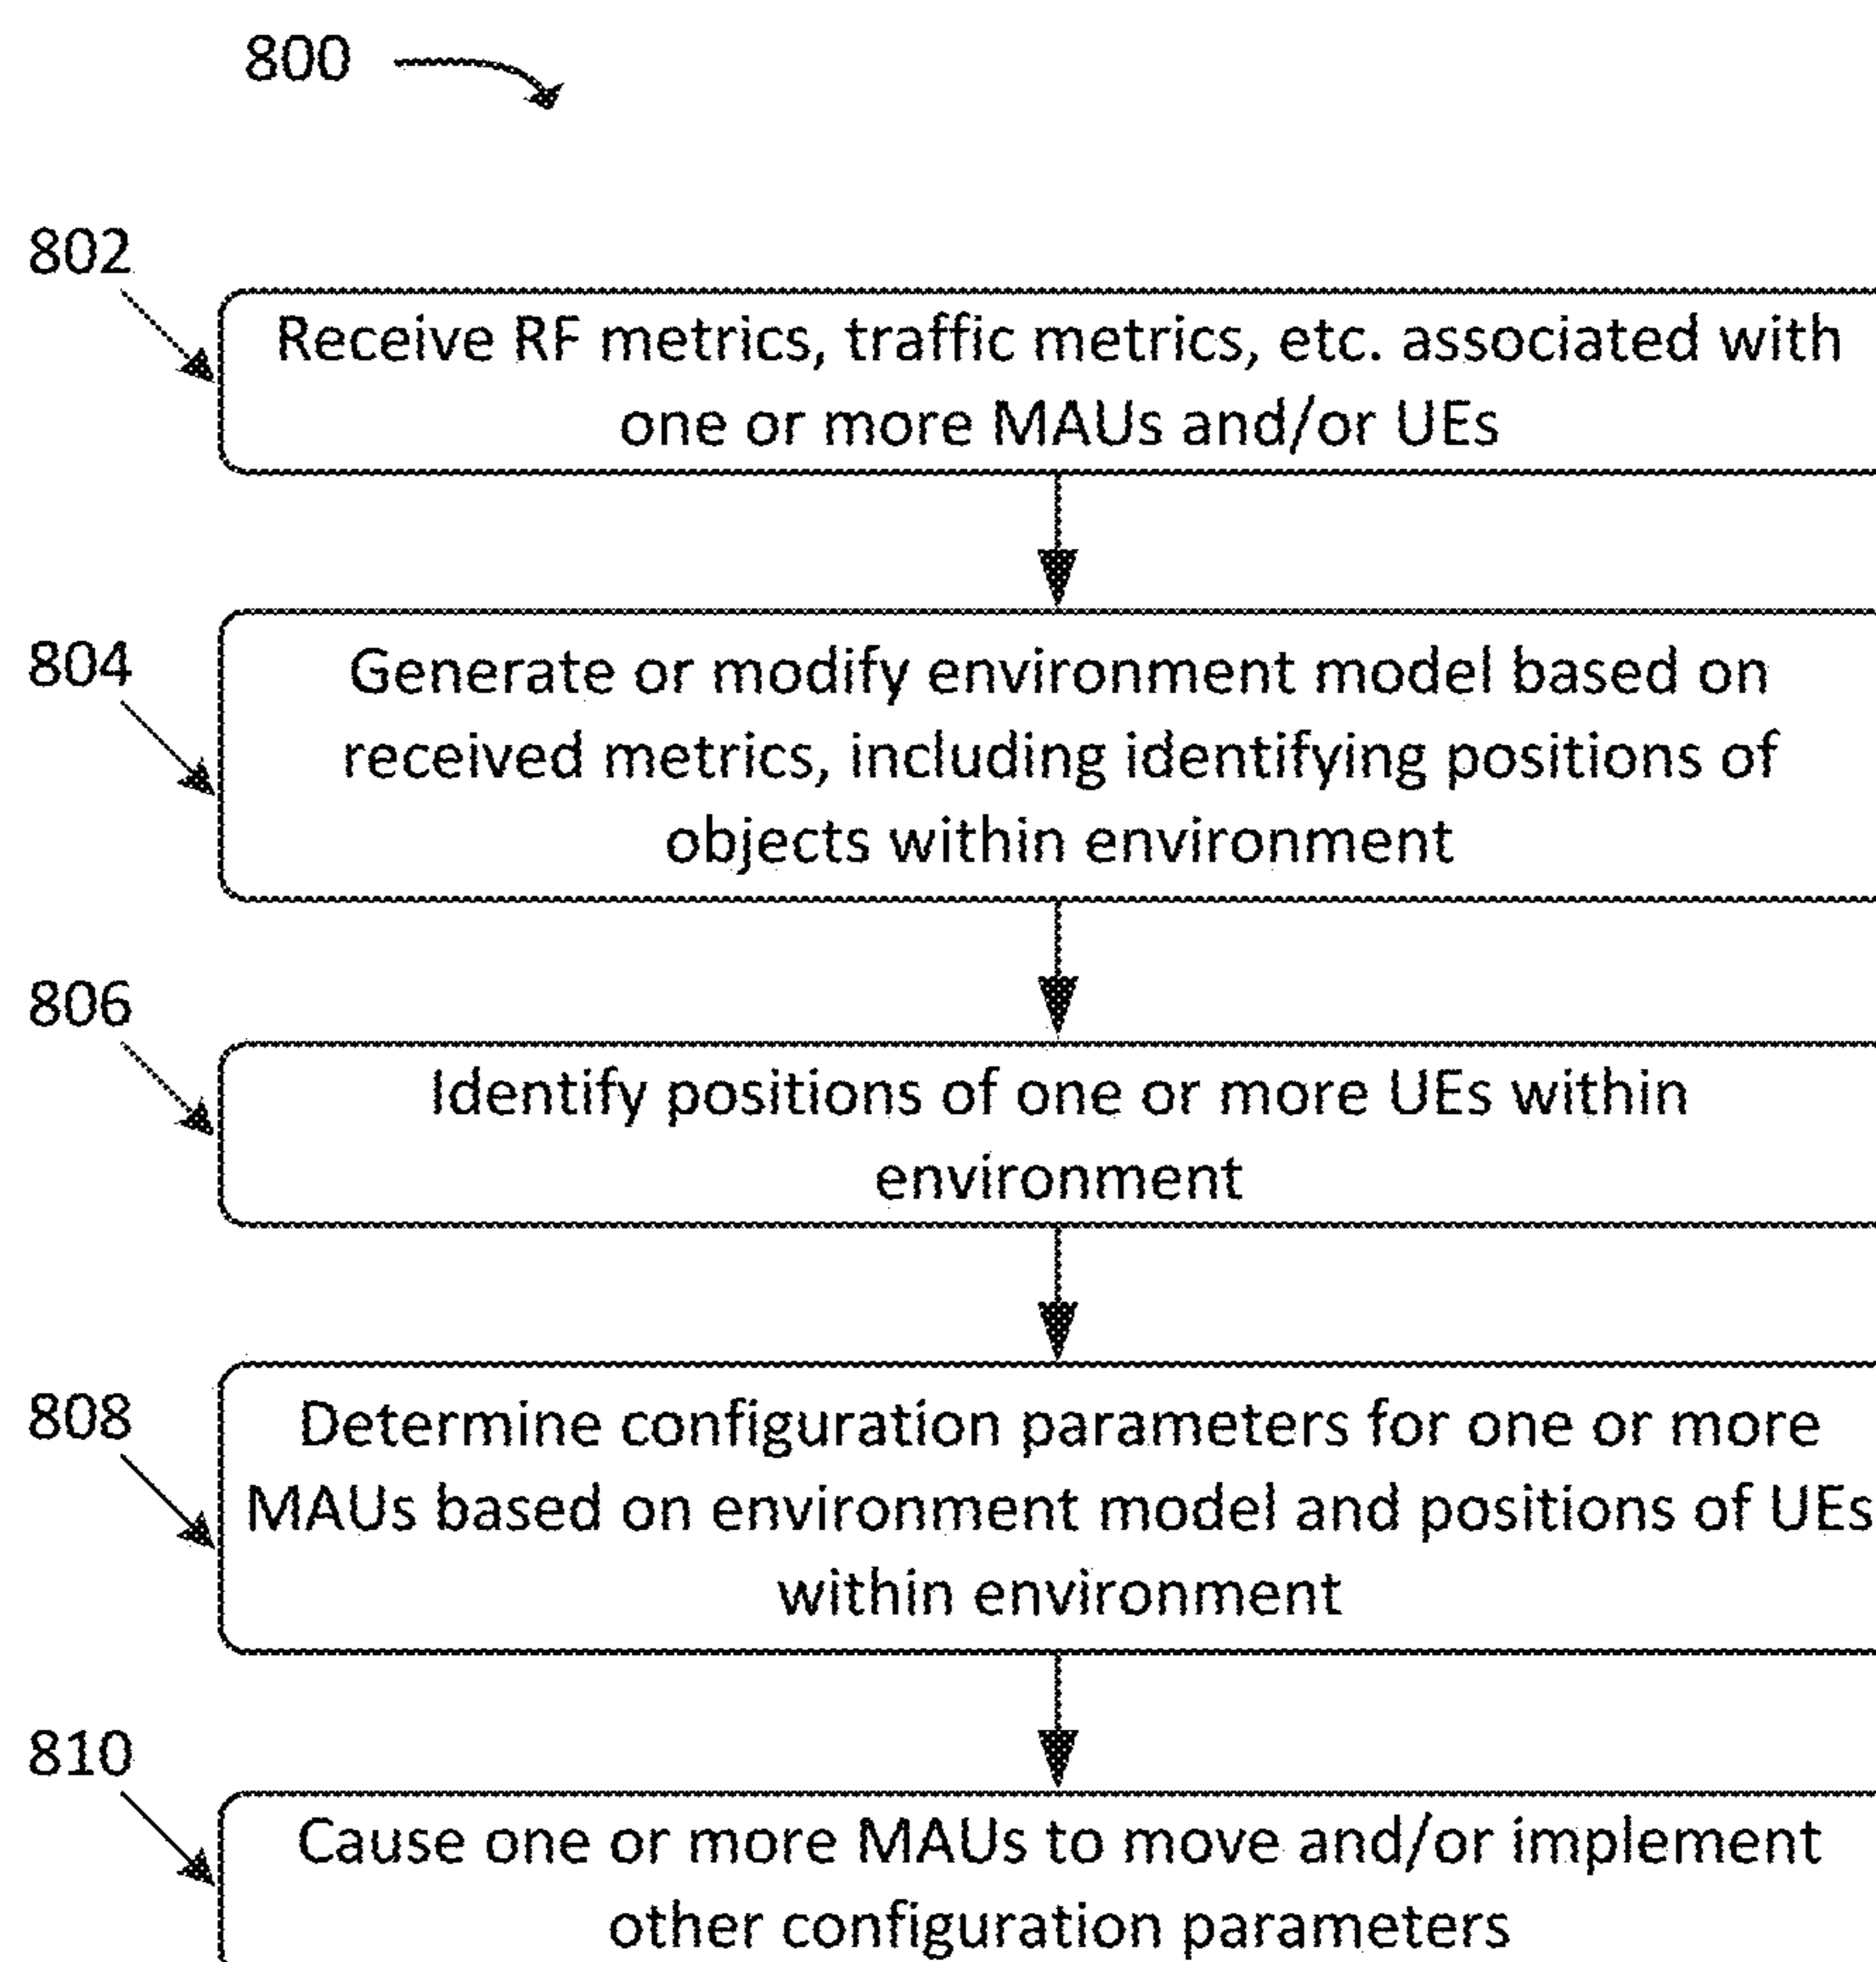 800
802
Receive RF metrics, traffic metrics, etc. associated with
one or more MAUs and/or UEs
804
Generate or modify environment model based on
received metrics, including identifying positions of
objects within environment
806
Identify positions of one or more UEs within
environment
808
Determine configuration parameters for one or more
MAUs based on environment model and positions of UEs
within environment
810
Cause one or more MAUs to move and/or implement
other configuration parameters